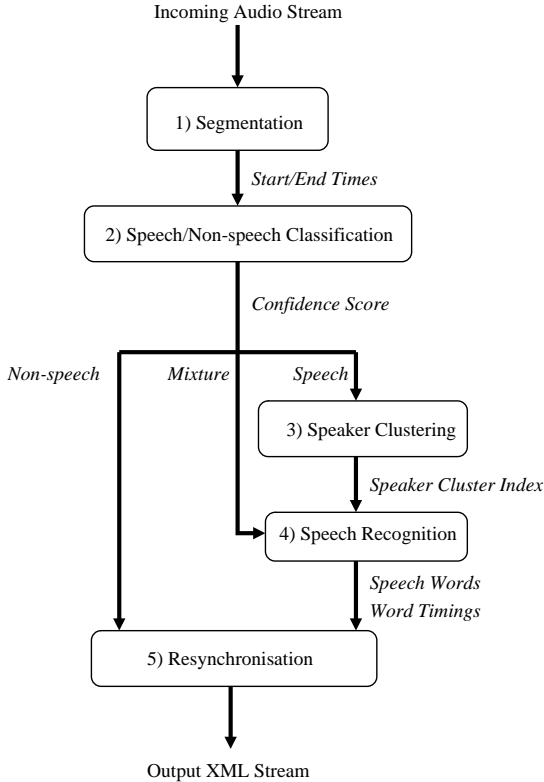 Incoming Audio Stream
1) Segmentation
Start/End Times
2) Speech/Non-speech Classification
Confidence Score
Non-speech
Mixture
Speech
3) Speaker Clustering
Speaker Cluster Index
4) Speech Recognition
Speech Words
Word Timings
5) Resynchronisation
Output XML Stream